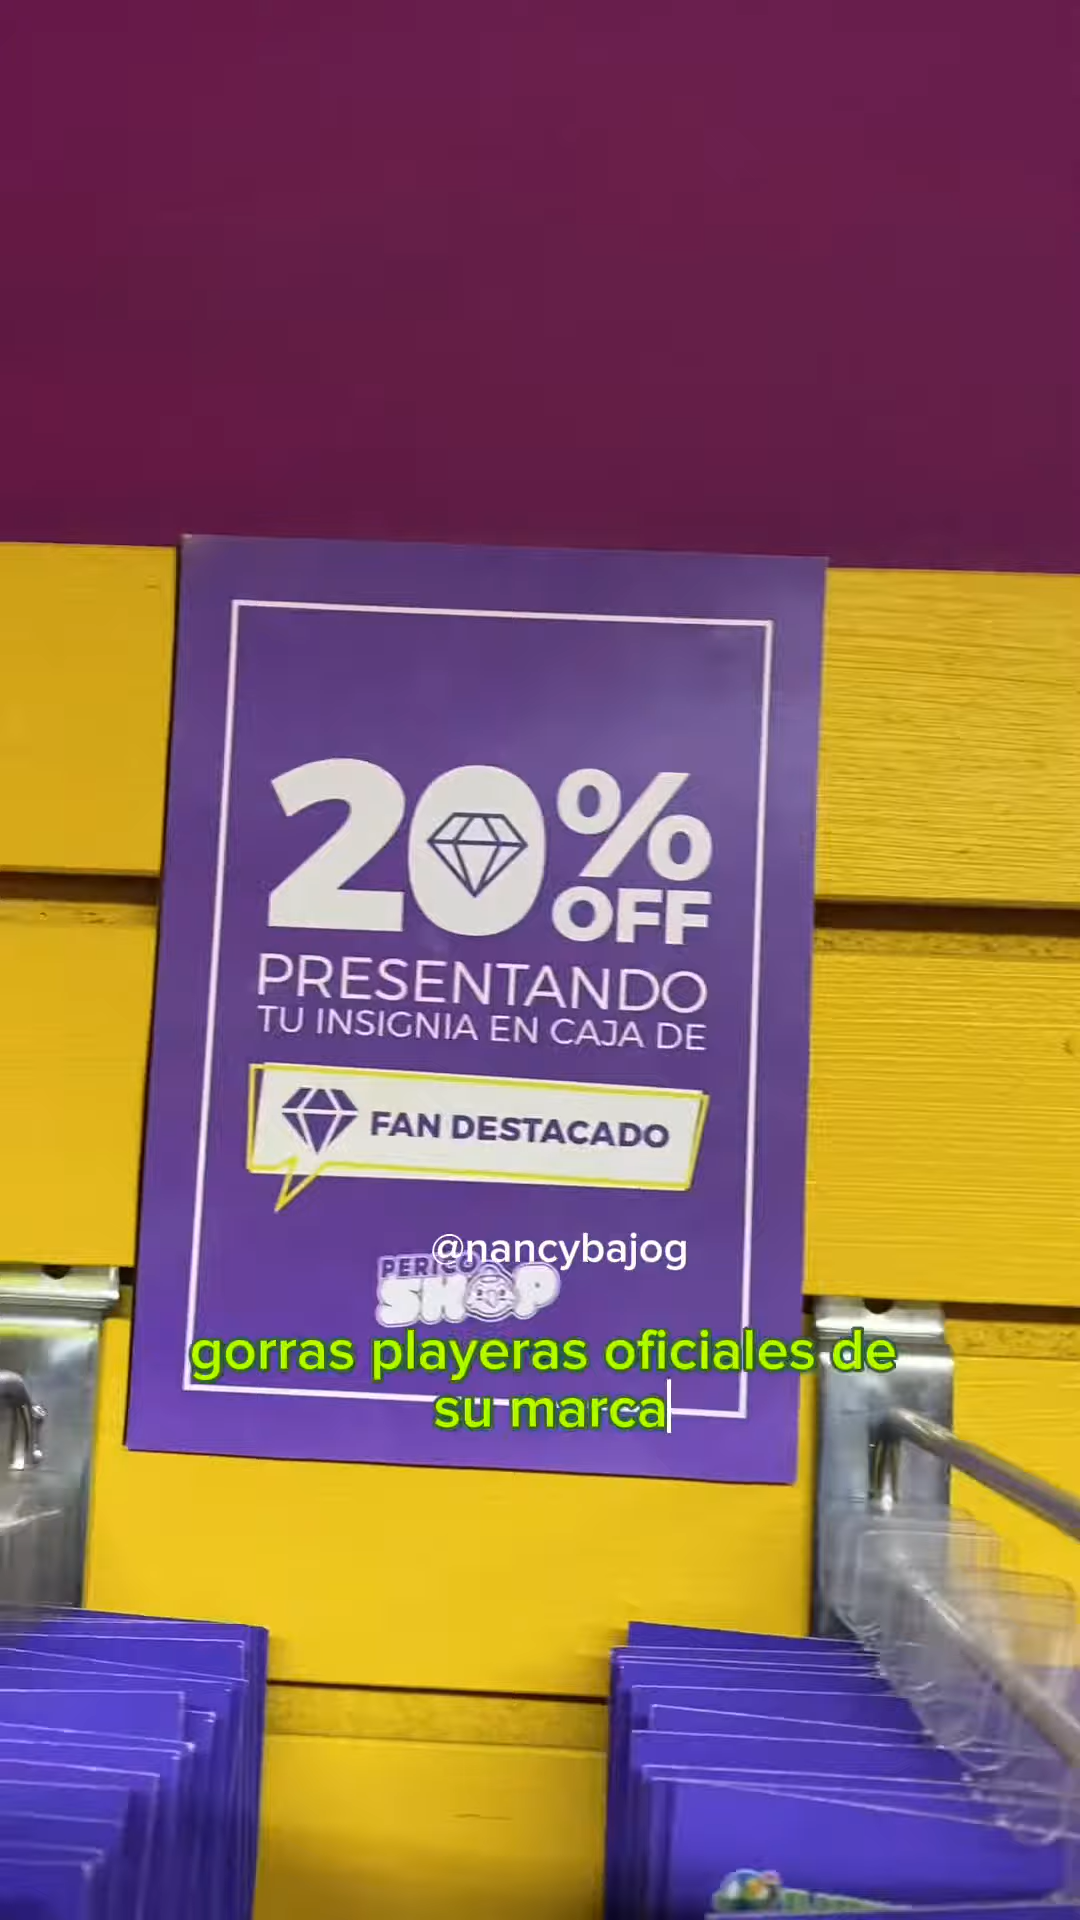 20%
OFF
PRESENTANDO
TU INSIGNIA EN CAJA DE
FAN DESTACADO
@nancybajog
PERICO
SHOP
gorras playeras oficiales de
su marca